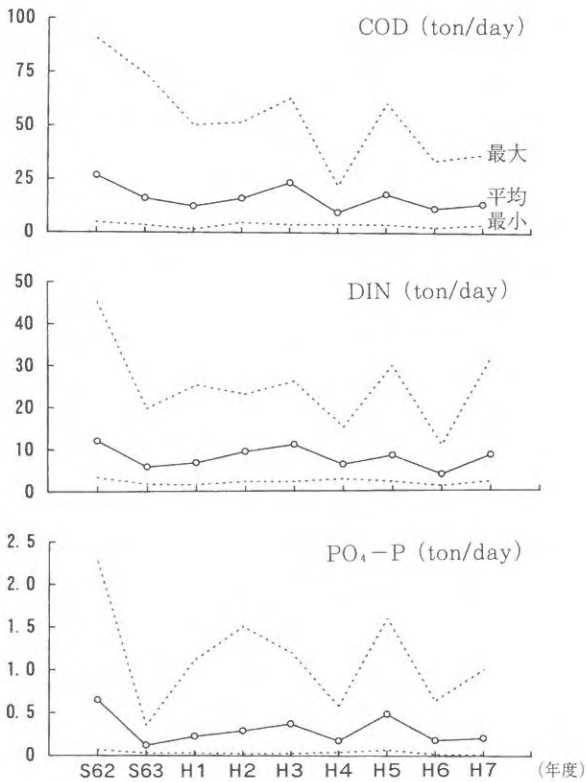 COD (ton/day)
100
75
50
25
0
最大
平均
最小
DIN (ton/day)
50
40
30
20
10
0
PO₄-P (ton/day)
2.5
2.0
1.5
1.0
0.5
0
S62 S63 H1 H2 H3 H4 H5 H6 H7 (年度)